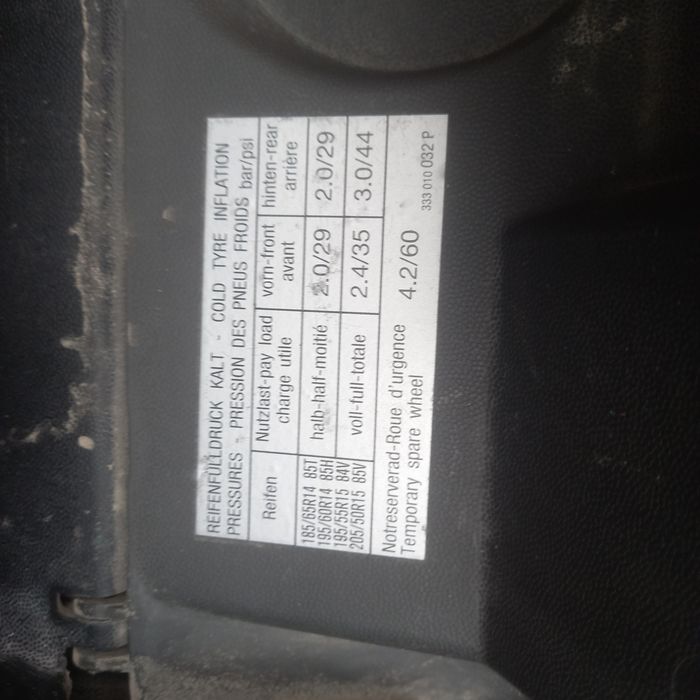 REIFENFÜLLDRUCK KALT - COLD TYRE INFLATION
PRESSURES - PRESSION DES PNEUS FROIDS bar/psi
Reifen Nutzlast-pay load vorn-front hinten-rear
charge utile avant arrière
185/65R14 85T
195/60R14 85H
195/55R15 84V
205/50R15 85V
halb-half-moitié 2.0/29 2.0/29
voll-full-totale 2.4/35 3.0/44
Notreserverad-Roue d'urgence 4.2/60
Temporary spare wheel 333 010 032 P